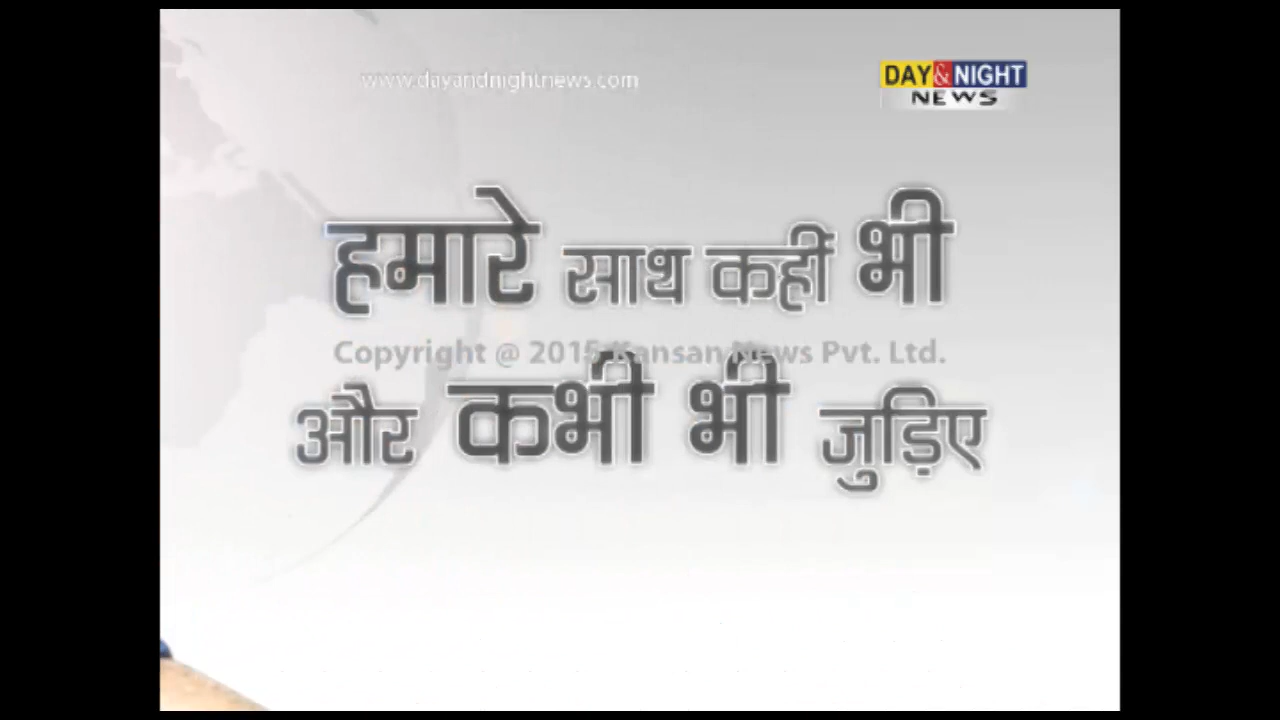 www.dayandnightnews.com
DAY&NIGHT
NEWS
हमारे साथ कहीं भी
Copyright @ 2015 Kansan News Pvt. Ltd.
और कभी भी जुड़िए